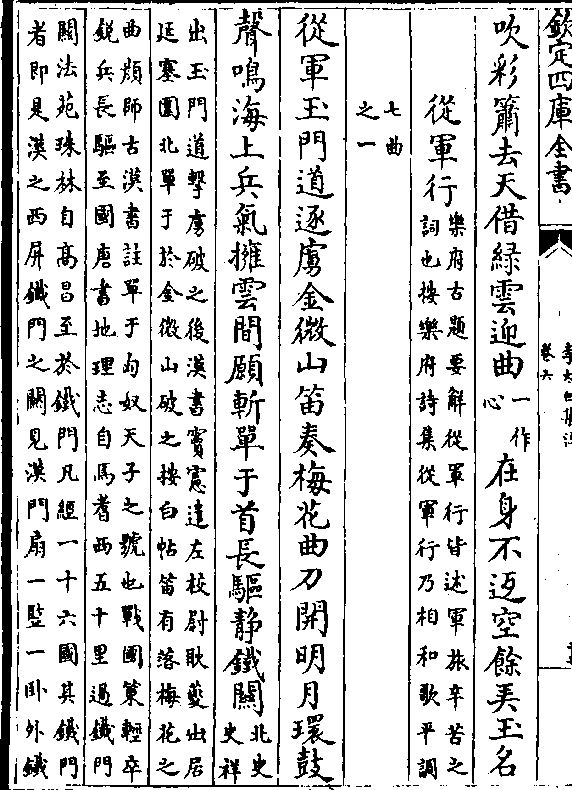 欽定四庫全書
卷六
吹彩簫去天借綠雲迎曲一作心在身不返空餘弄玉名
從軍行樂府古題要解從軍行皆述軍旅辛苦之
詞也按樂府詩集從軍行乃相和歌平調
七曲
之一
從軍玉門道逐虜金微山笛奏梅花曲刀開明月環鼓
聲鳴海上兵氣擁雲間願斬單于首長驅静鐵關北史
史祥
出玉門道擊虜破之後漢書竇憲遣左校尉耿夔出居
延塞圍北單于於金微山破之按白帖笛有落梅花之
曲顔師古漢書註單于匈奴天子之號也戰國策輕卒
鋭兵長驅至國唐書地理志自焉耆西五十里過鐵門
關法苑珠林自高昌至於鐵門凡經一十六國其鐵門
者即是漢之西屏鐵門之關見漢門扇一竪一卧外鐵